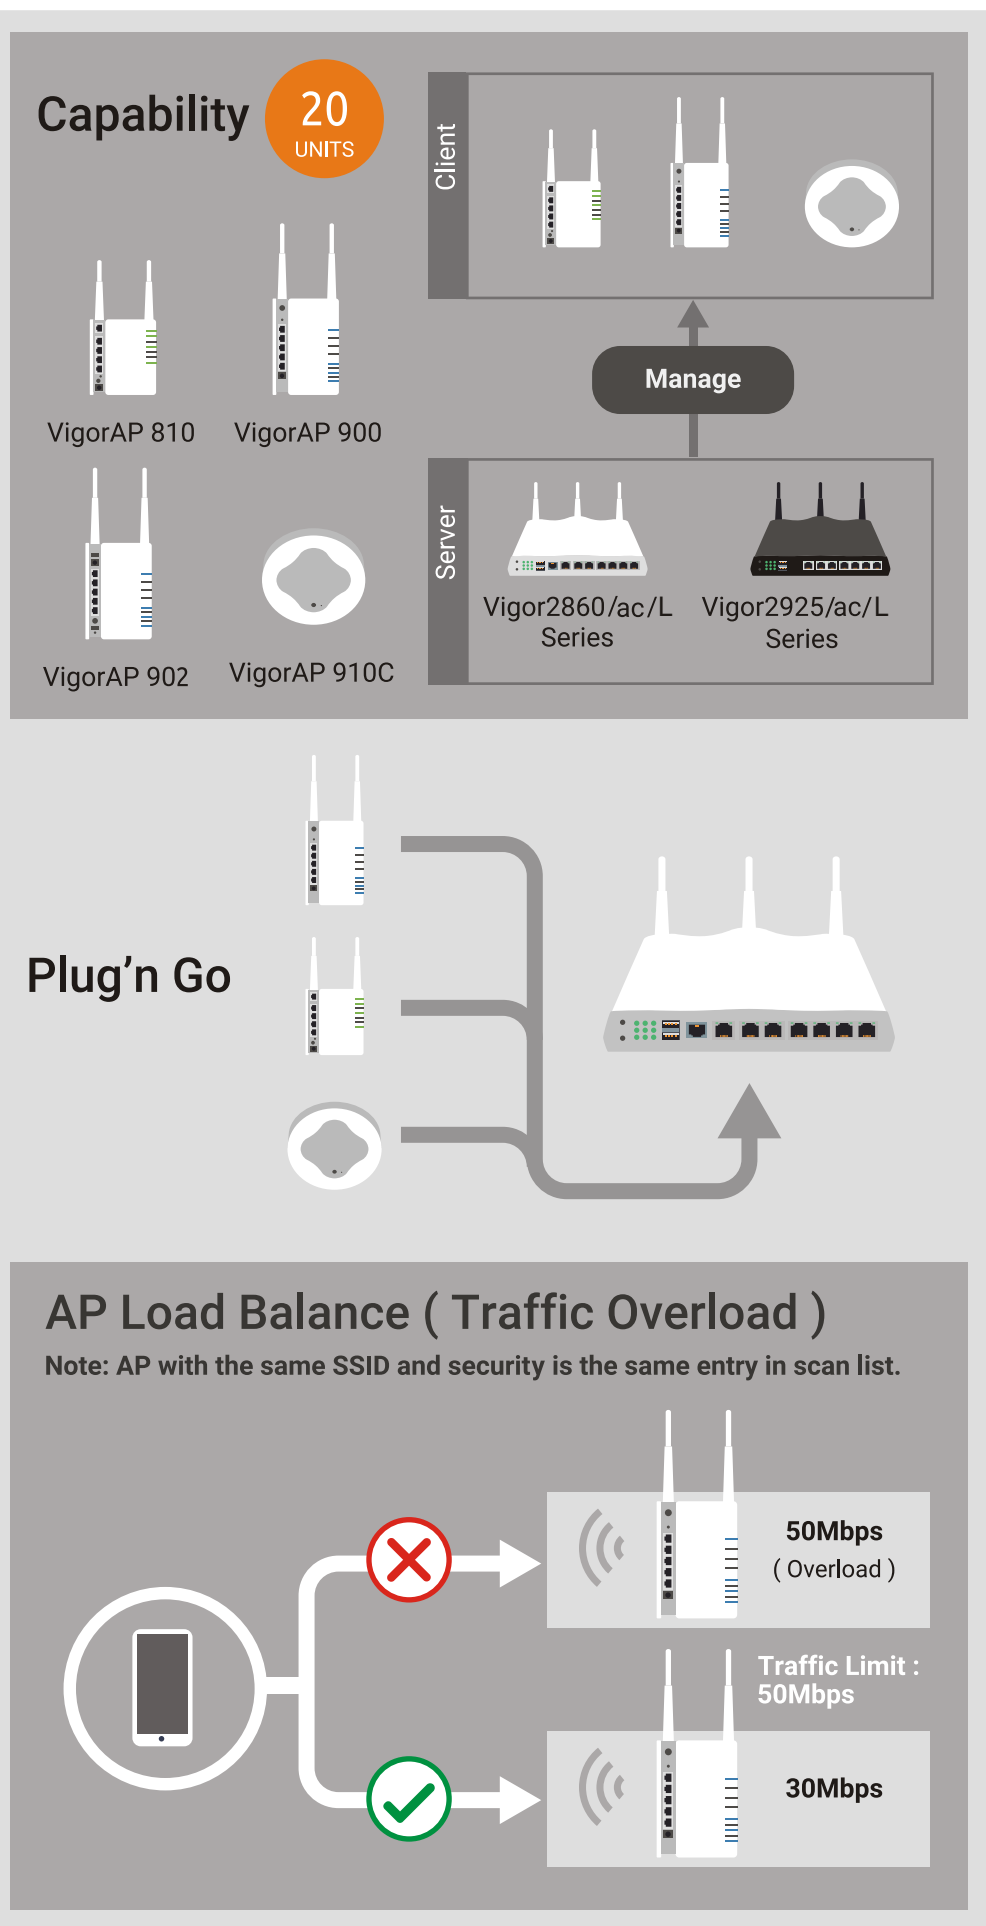 Capability
20
UNITS
VigorAP 810
VigorAP 900
VigorAP 902
VigorAP 910C
Client
Manage
Server
Vigor2860/ac/L
Series
Vigor2925/ac/L
Series
Plug’n Go
AP Load Balance ( Traffic Overload )
Note: AP with the same SSID and security is the same entry in scan list.
50Mbps
( Overload )
Traffic Limit :
50Mbps
30Mbps